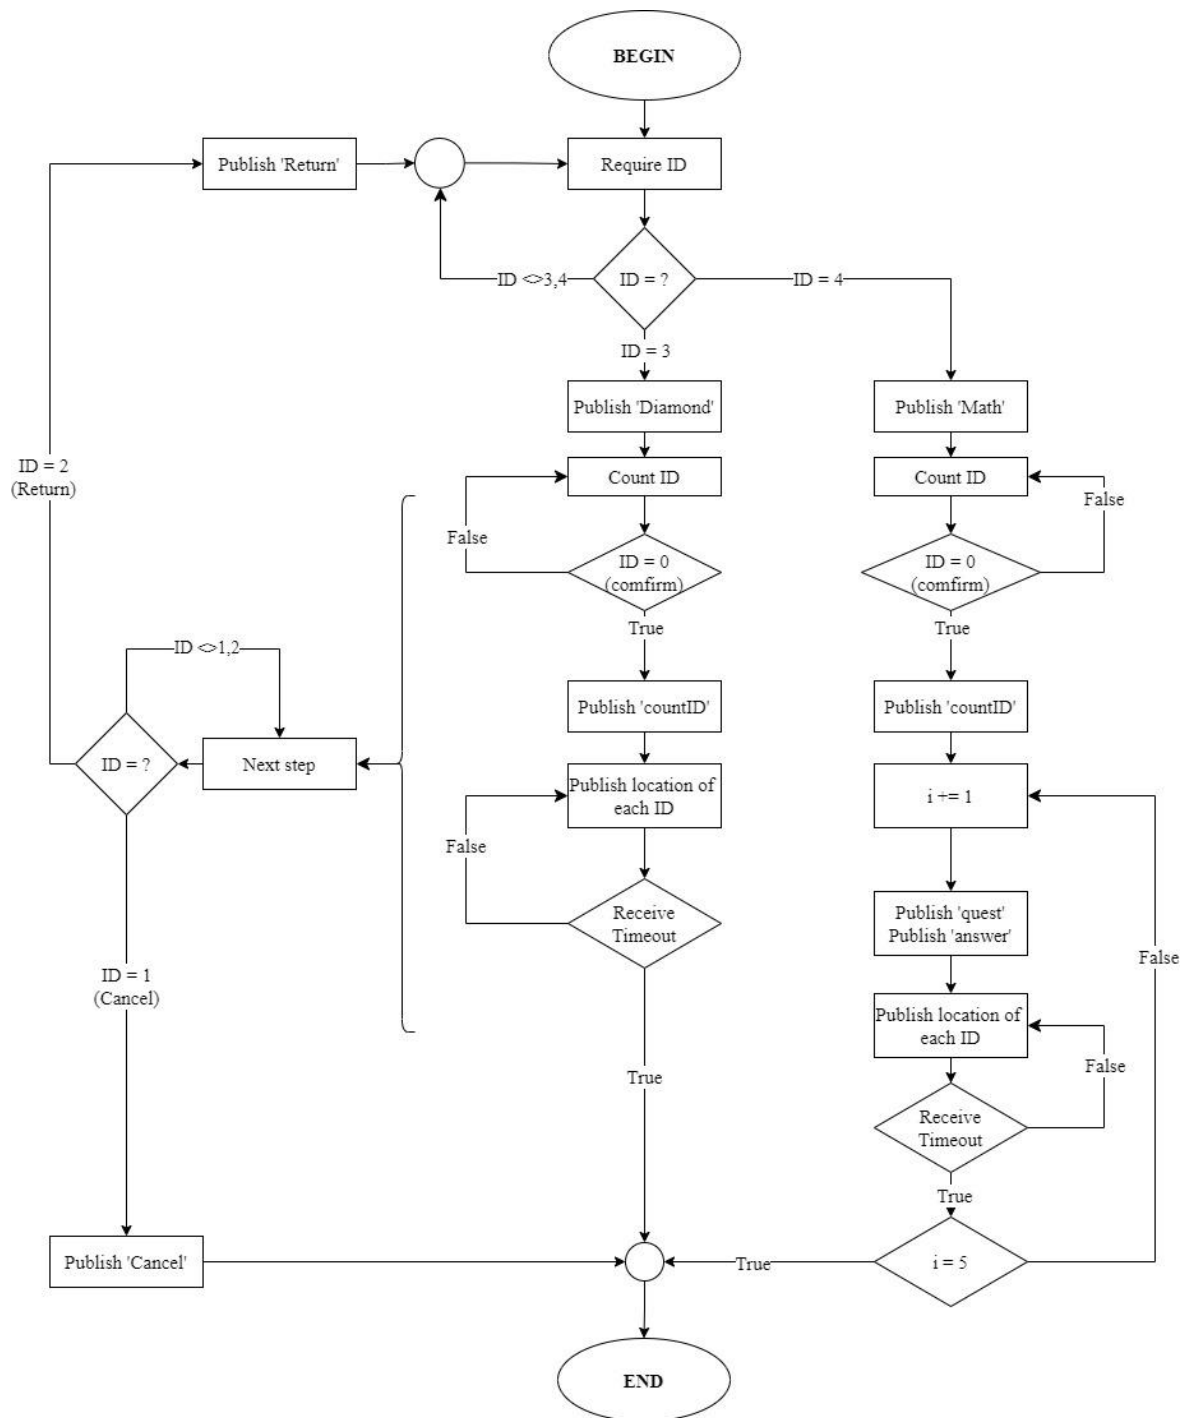 BEGIN
Publish 'Return'
Require ID
ID <>3,4
ID = ?
ID = 4
ID = 3
Publish 'Diamond'
Publish 'Math'
ID = 2
(Return)
Count ID
Count ID
False
False
ID = 0
(comfirm)
ID = 0
(comfirm)
True
True
ID <>1,2
Publish 'countID'
Publish 'countID'
ID = ?
Next step
Publish location of
each ID
i += 1
False
Receive
Timeout
Publish 'quest'
Publish 'answer'
False
ID = 1
(Cancel)
Publish location of
each ID
False
True
Receive
Timeout
True
Publish 'Cancel'
True
i = 5
END